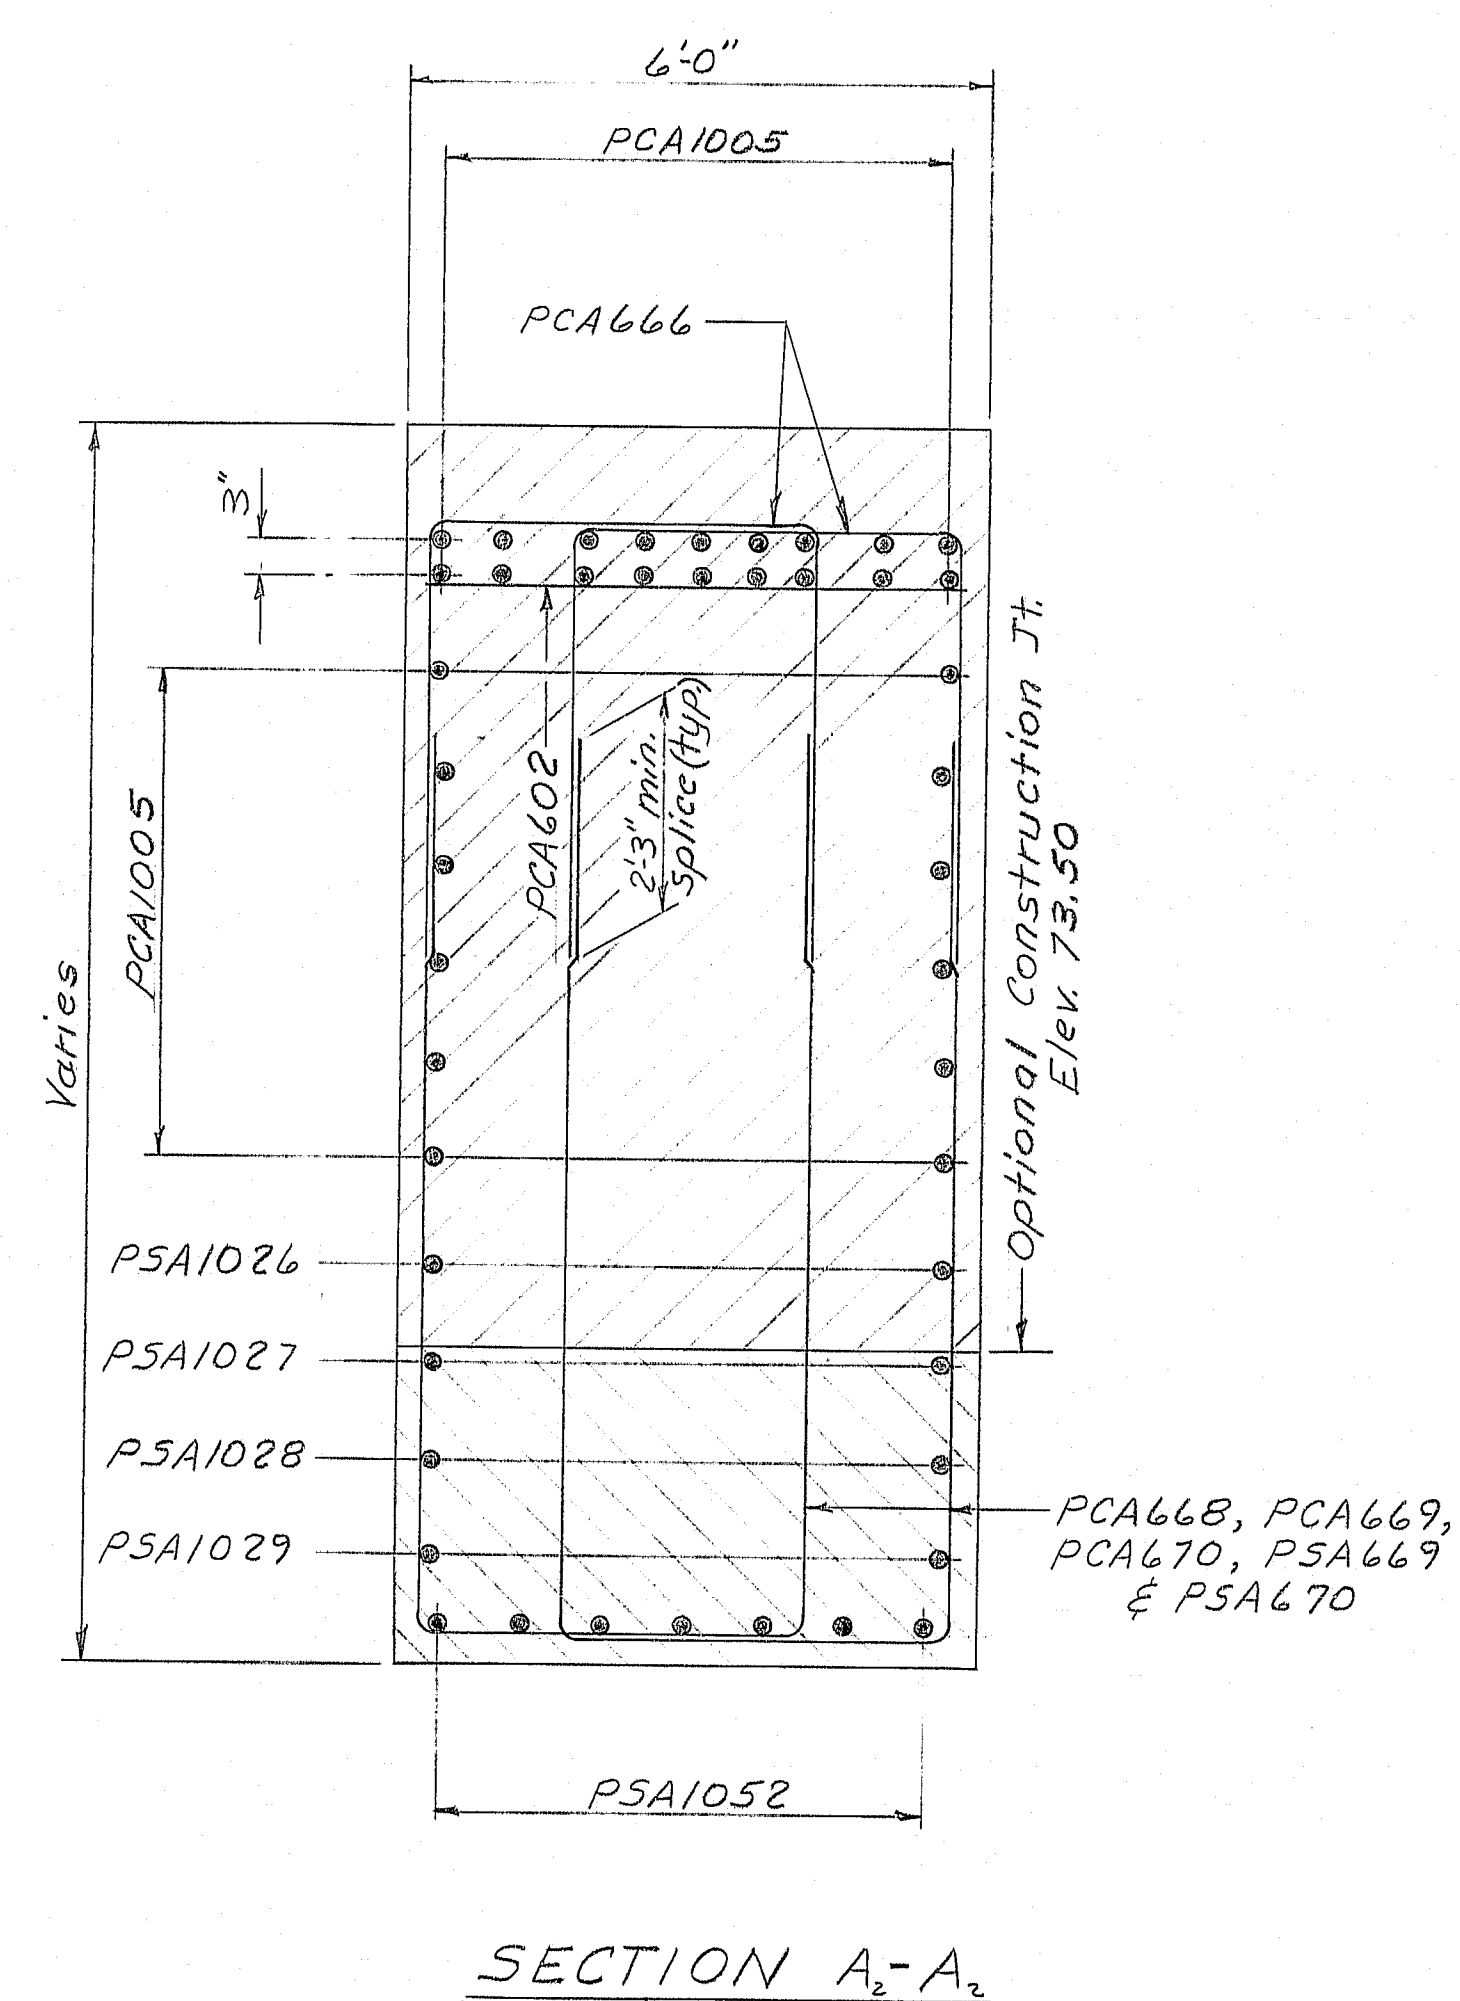 6'-0"
PCA1005
PCA666
3"
PCA602
2'-3" min.
Splice (typ.)
PCA1005
Varies
Optional Construction Jt.
Elev. 73.50
PSA1026
PSA1027
PSA1028
PSA1029
PCA668, PCA669,
PCA670, PSA669
& PSA670
PSA1052
SECTION A₂-A₂